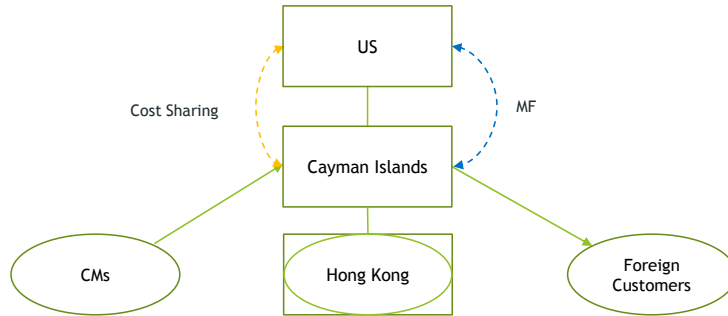 US
Cost Sharing
MF
Cayman Islands
CMs
Hong Kong
Foreign
Customers